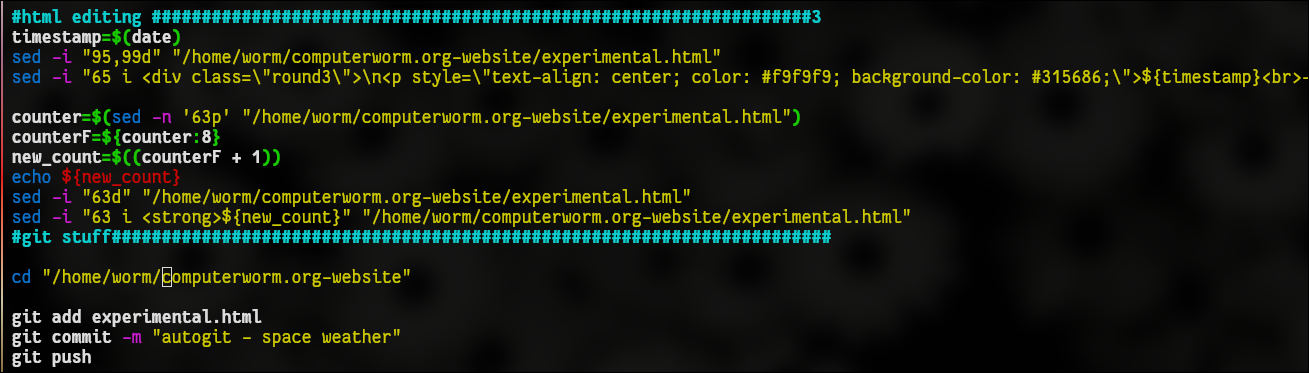 #html editing ##################################################################3
timestamp=$(date)
sed -i "95,99d" "/home/worm/computerworm.org-website/experimental.html"
sed -i "65 i <div class=\"round3\">\n<p style=\"text-align: center; color: #f9f9f9; background-color: #315686;\">${timestamp}<br>-
counter=$(sed -n '63p' "/home/worm/computerworm.org-website/experimental.html")
counterF=${counter:8}
new_count=$((counterF + 1))
echo ${new_count}
sed -i "63d" "/home/worm/computerworm.org-website/experimental.html"
sed -i "63 i <strong>${new_count}" "/home/worm/computerworm.org-website/experimental.html"
#git stuff########################################################################
cd "/home/worm/computerworm.org-website"
git add experimental.html
git commit -m "autogit - space weather"
git push